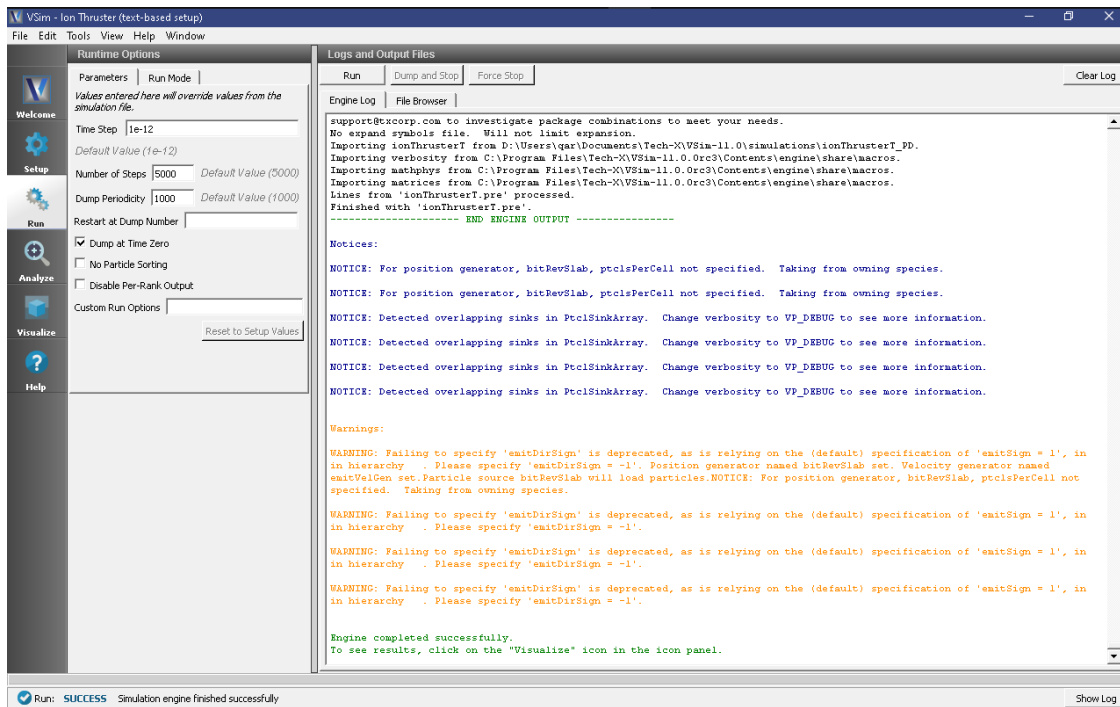 VSim - Ion Thruster (text-based setup)
File Edit Tools View Help Window
Runtime Options
Parameters
Run Mode
Values entered here will override values from the
simulation file.
Time Step 1e-12
Default Value (1e-12)
Number of Steps 5000 Default Value (5000)
Dump Periodicity 1000 Default Value (1000)
Restart at Dump Number
Dump at Time Zero
No Particle Sorting
Disable Per-Rank Output
Custom Run Options
Reset to Setup Values
Welcome
Setup
Run
Analyze
Visualize
Help
Logs and Output Files
Run Dump and Stop Force Stop Clear Log
Engine Log File Browser
support@txcorp.com to investigate package combinations to meet your needs.
No expand symbols file.  Will not limit expansion.
Importing ionThrusterT from D:\Users\qar\Documents\Tech-X\VSim-11.0\simulations\ionThrusterT_PD.
Importing verbosity from C:\Program Files\Tech-X\VSim-11.0.0rc3\Contents\engine\share\macros.
Importing mathphys from C:\Program Files\Tech-X\VSim-11.0.0rc3\Contents\engine\share\macros.
Importing matrices from C:\Program Files\Tech-X\VSim-11.0.0rc3\Contents\engine\share\macros.
Lines from 'ionThrusterT.pre' processed.
Finished with 'ionThrusterT.pre'.
--------------------- END ENGINE OUTPUT ----------------
Notices:
NOTICE: For position generator, bitRevSlab, ptclsPerCell not specified.  Taking from owning species.
NOTICE: For position generator, bitRevSlab, ptclsPerCell not specified.  Taking from owning species.
NOTICE: Detected overlapping sinks in PtclSinkArray.  Change verbosity to VP_DEBUG to see more information.
NOTICE: Detected overlapping sinks in PtclSinkArray.  Change verbosity to VP_DEBUG to see more information.
NOTICE: Detected overlapping sinks in PtclSinkArray.  Change verbosity to VP_DEBUG to see more information.
NOTICE: Detected overlapping sinks in PtclSinkArray.  Change verbosity to VP_DEBUG to see more information.
Warnings:
WARNING: Failing to specify 'emitDirSign' is deprecated, as is relying on the (default) specification of 'emitSign = 1', in
in hierarchy   . Please specify 'emitDirSign = -1'. Position generator named bitRevSlab set. Velocity generator named
emitVelGen set.Particle source bitRevSlab will load particles.NOTICE: For position generator, bitRevSlab, ptclsPerCell not
specified.  Taking from owning species.
WARNING: Failing to specify 'emitDirSign' is deprecated, as is relying on the (default) specification of 'emitSign = 1', in
in hierarchy   . Please specify 'emitDirSign = -1'.
WARNING: Failing to specify 'emitDirSign' is deprecated, as is relying on the (default) specification of 'emitSign = 1', in
in hierarchy   . Please specify 'emitDirSign = -1'.
WARNING: Failing to specify 'emitDirSign' is deprecated, as is relying on the (default) specification of 'emitSign = 1', in
in hierarchy   . Please specify 'emitDirSign = -1'.
Engine completed successfully.
To see results, click on the "Visualize" icon in the icon panel.
Run: SUCCESS Simulation engine finished successfully Show Log